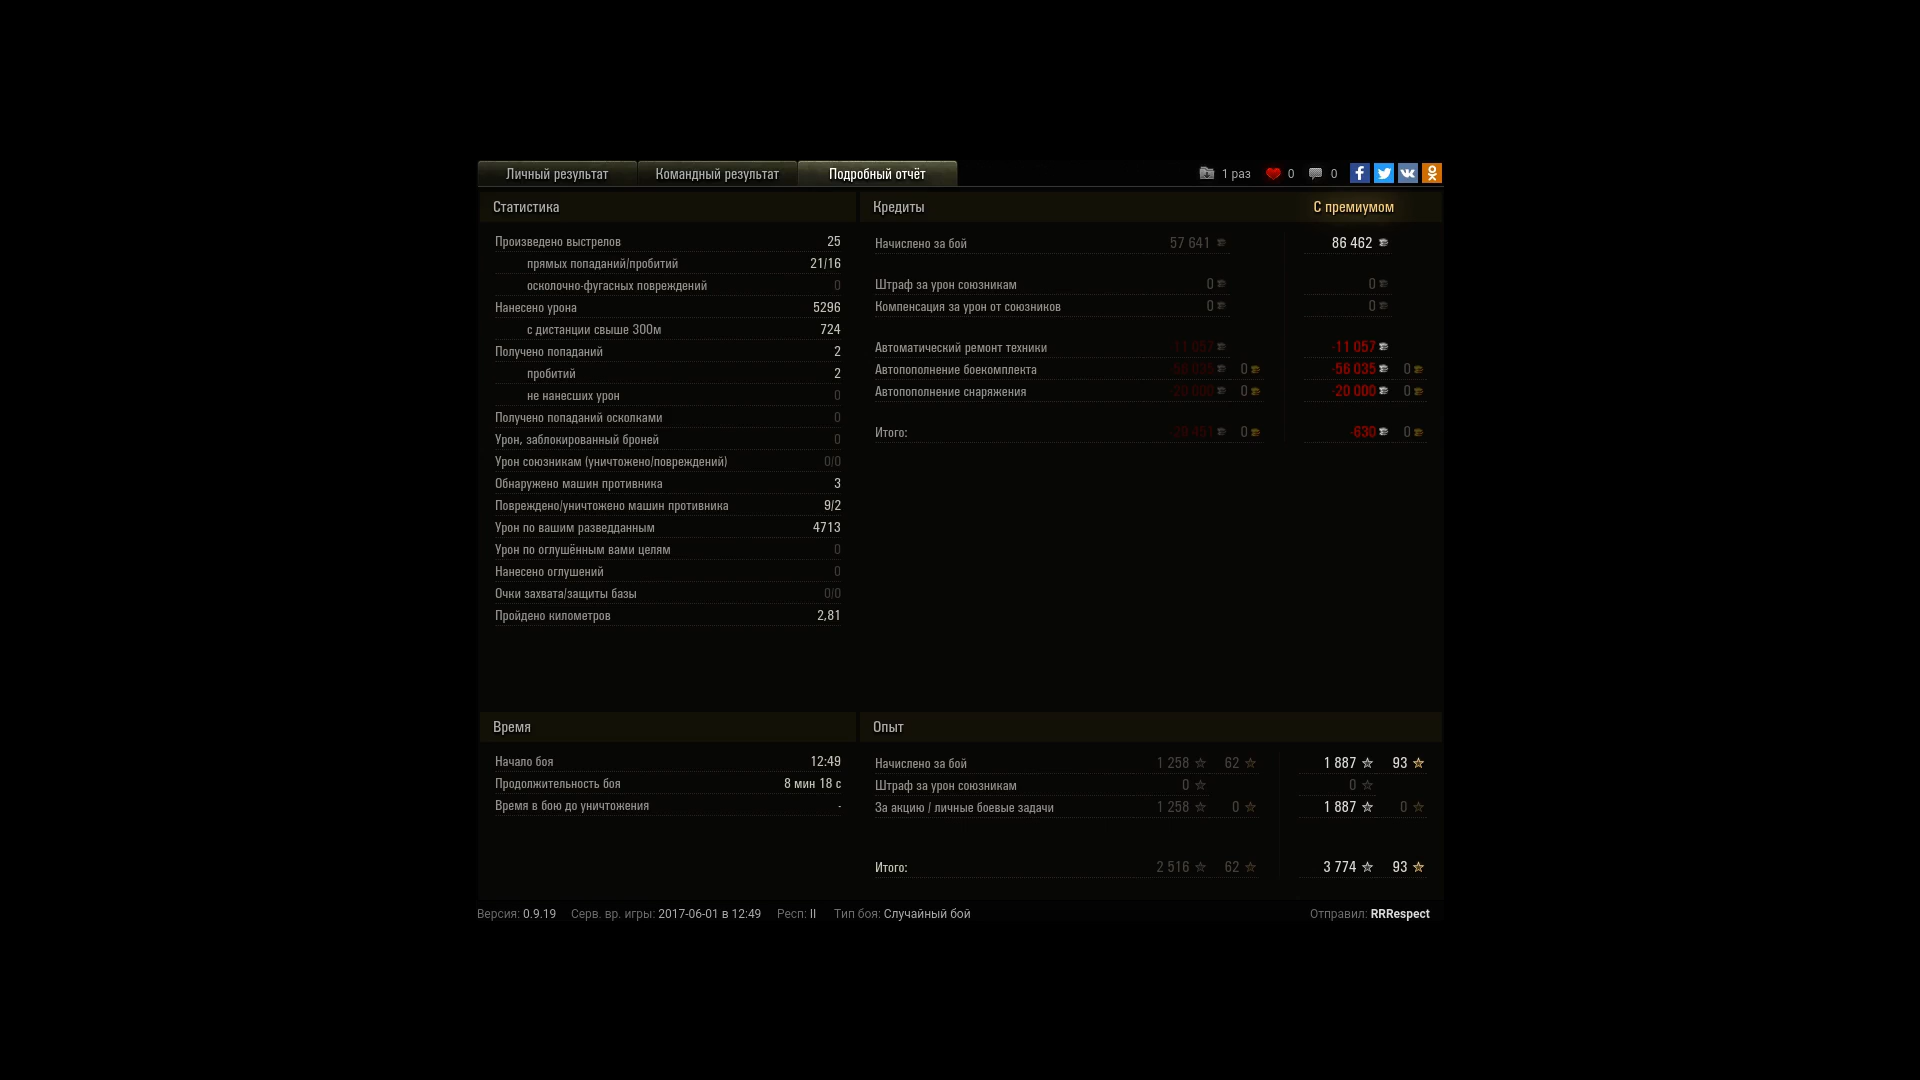 Личный результат Командный результат Подробный отчёт 1 раз 0 0
Статистика
Произведено выстрелов 25
прямых попаданий/пробитий 21/16
осколочно-фугасных повреждений 0
Нанесено урона 5296
с дистанции свыше 300м 724
Получено попаданий 2
пробитий 2
не нанесших урон 0
Получено попаданий осколками 0
Урон, заблокированный броней 0
Урон союзникам (уничтожено/повреждений) 0/0
Обнаружено машин противника 3
Повреждено/уничтожено машин противника 9/2
Урон по вашим разведданным 4713
Урон по оглушённым вами целям 0
Нанесено оглушений 0
Очки захвата/защиты базы 0/0
Пройдено километров 2,81
Кредиты С премиумом
Начислено за бой 57 641 86 462
Штраф за урон союзникам 0 0
Компенсация за урон от союзников 0 0
Автоматический ремонт техники -11 057 -11 057
Автопополнение боекомплекта -56 035 0 -56 035 0
Автопополнение снаряжения -20 000 0 -20 000 0
Итого: -29 451 0 -630 0
Время
Начало боя 12:49
Продолжительность боя 8 мин 18 с
Время в бою до уничтожения -
Опыт
Начислено за бой 1 258 62 1 887 93
Штраф за урон союзникам 0 0
За акцию / личные боевые задачи 1 258 0 1 887 0
Итого: 2 516 62 3 774 93
Версия: 0.9.19 Серв. вр. игры: 2017-06-01 в 12:49 Респ: II Тип боя: Случайный бой Отправил: RRRespect